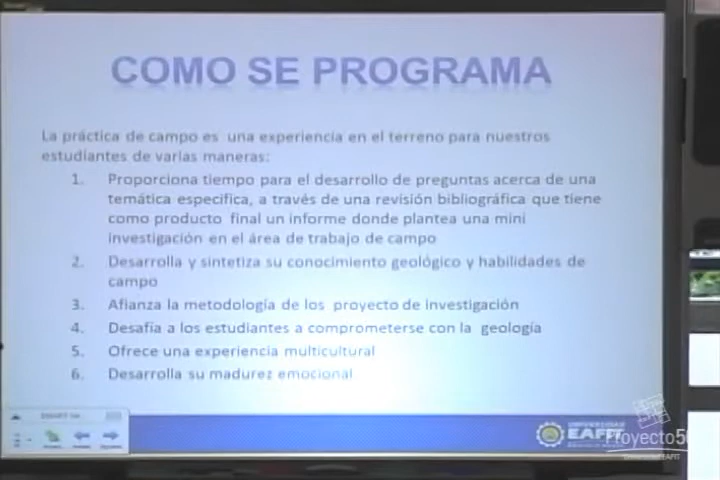 COMO SE PROGRAMA
La práctica de campo es una experiencia en el terreno para nuestros
estudiantes de varias maneras:
1. Proporciona tiempo para el desarrollo de preguntas acerca de una
temática especifica, a través de una revisión bibliográfica que tiene
como producto final un informe donde plantea una mini
investigación en el área de trabajo de campo
2. Desarrolla y sintetiza su conocimiento geológico y habilidades de
campo
3. Afianza la metodología de los proyecto de investigación
4. Desafía a los estudiantes a comprometerse con la geología
5. Ofrece una experiencia multicultural
6. Desarrolla su madurez emocional
UNIVERSIDAD
EAFIT
Proyecto50
Universidad EAFIT